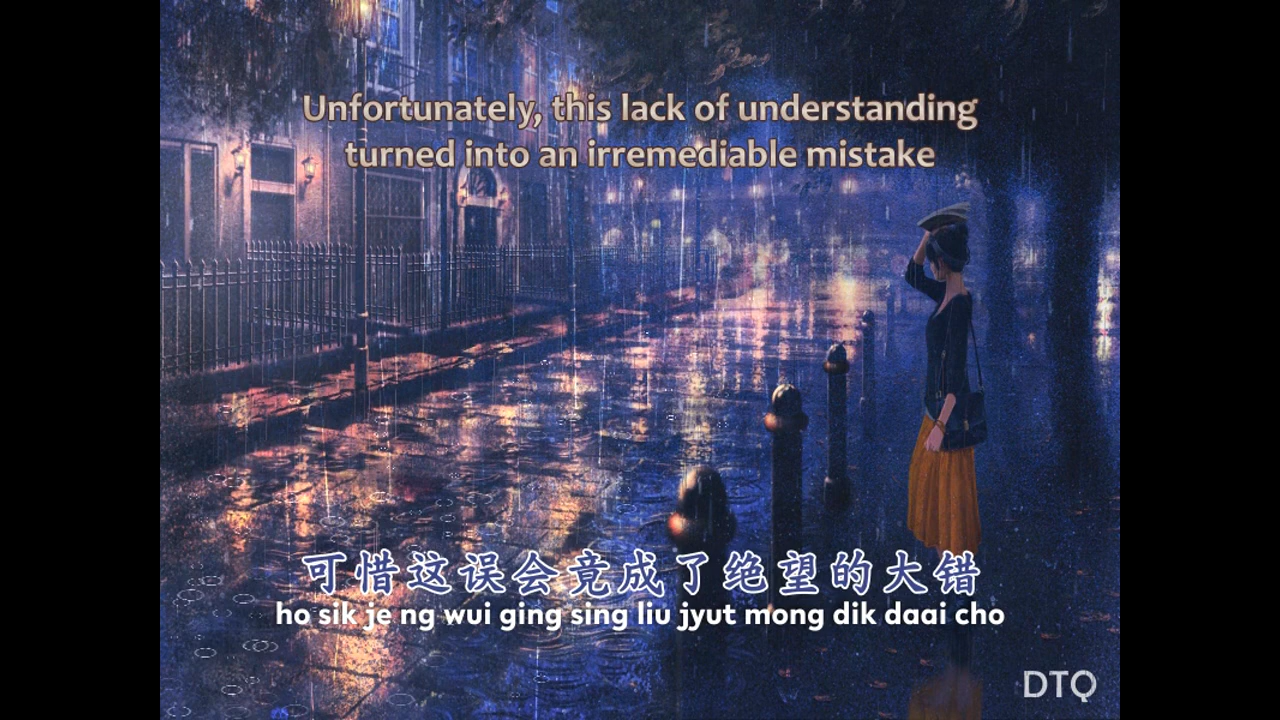 Unfortunately, this lack of understanding
turned into an irremediable mistake
可惜这误会竟成了绝望的大错
ho sik je ng wui ging sing liu jyut mong dik daai cho
DTQ